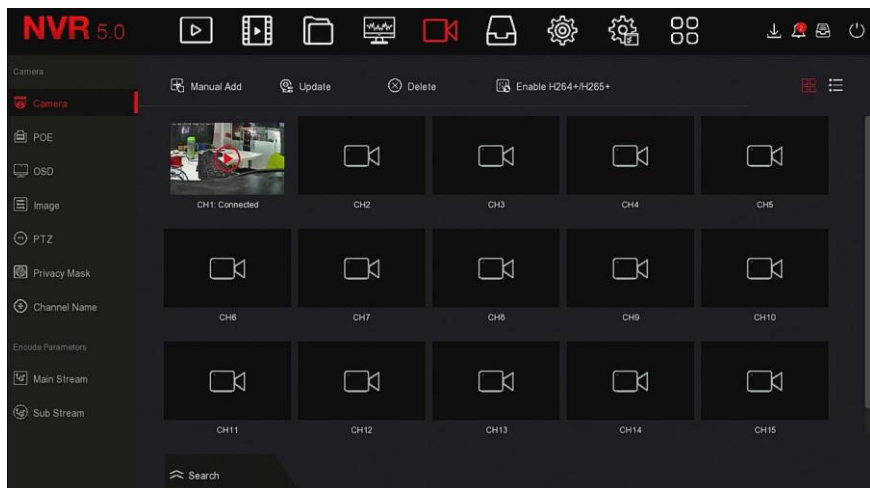 NVR 5.0
Camera
Manual Add Update Delete Enable H264+/H265+
Camera
POE
OSD
Image
PTZ
Privacy Mask
Channel Name
Encode Parameters
Main Stream
Sub Stream
CH1: Connected CH2 CH3 CH4 CH5
CH6 CH7 CH8 CH9 CH10
CH11 CH12 CH13 CH14 CH15
Search